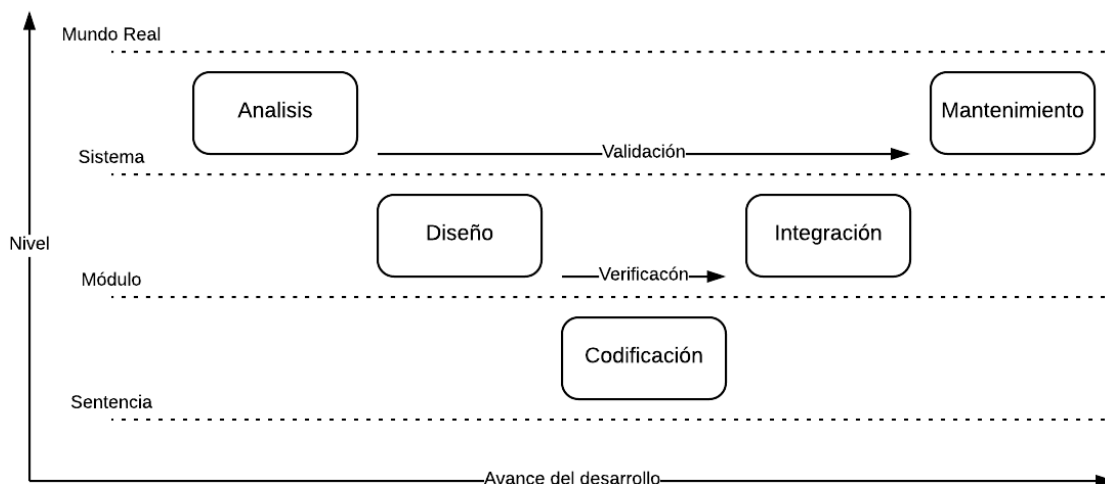 Mundo Real
Analisis
Mantenimiento
Validación
Sistema
Diseño
Integración
Nivel
Verificacón
Módulo
Codificación
Sentencia
Avance del desarrollo